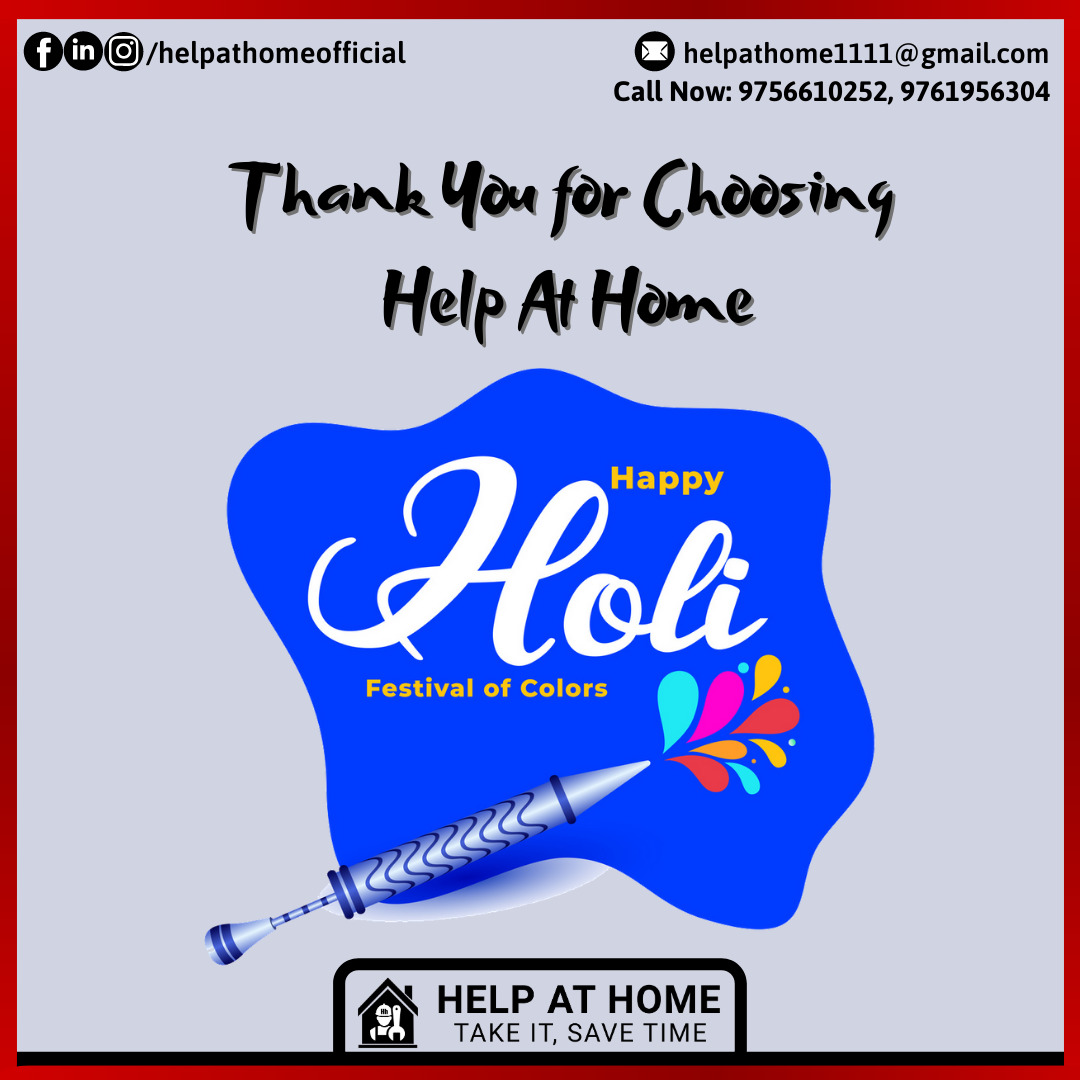 /helpathomeofficial
helpathome1111@gmail.com
Call Now: 9756610252, 9761956304
Thank You for Choosing
Help At Home
Happy
Holi
Festival of Colors
HELP AT HOME
TAKE IT, SAVE TIME